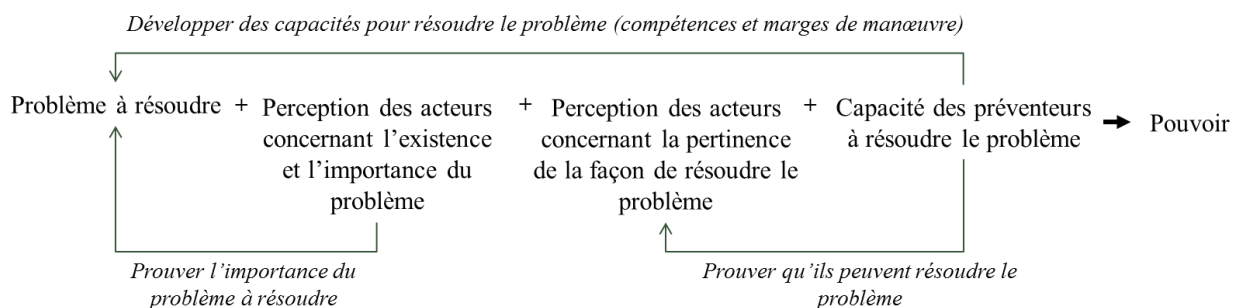 Développer des capacités pour résoudre le problème (compétences et marges de manœuvre)
Problème à résoudre + Perception des acteurs + Perception des acteurs + Capacité des préventeurs → Pouvoir
concernant l'existence concernant la pertinence à résoudre le problème
et l'importance du de la façon de résoudre le
problème problème
Prouver l'importance du Prouver qu'ils peuvent résoudre le
problème à résoudre problème